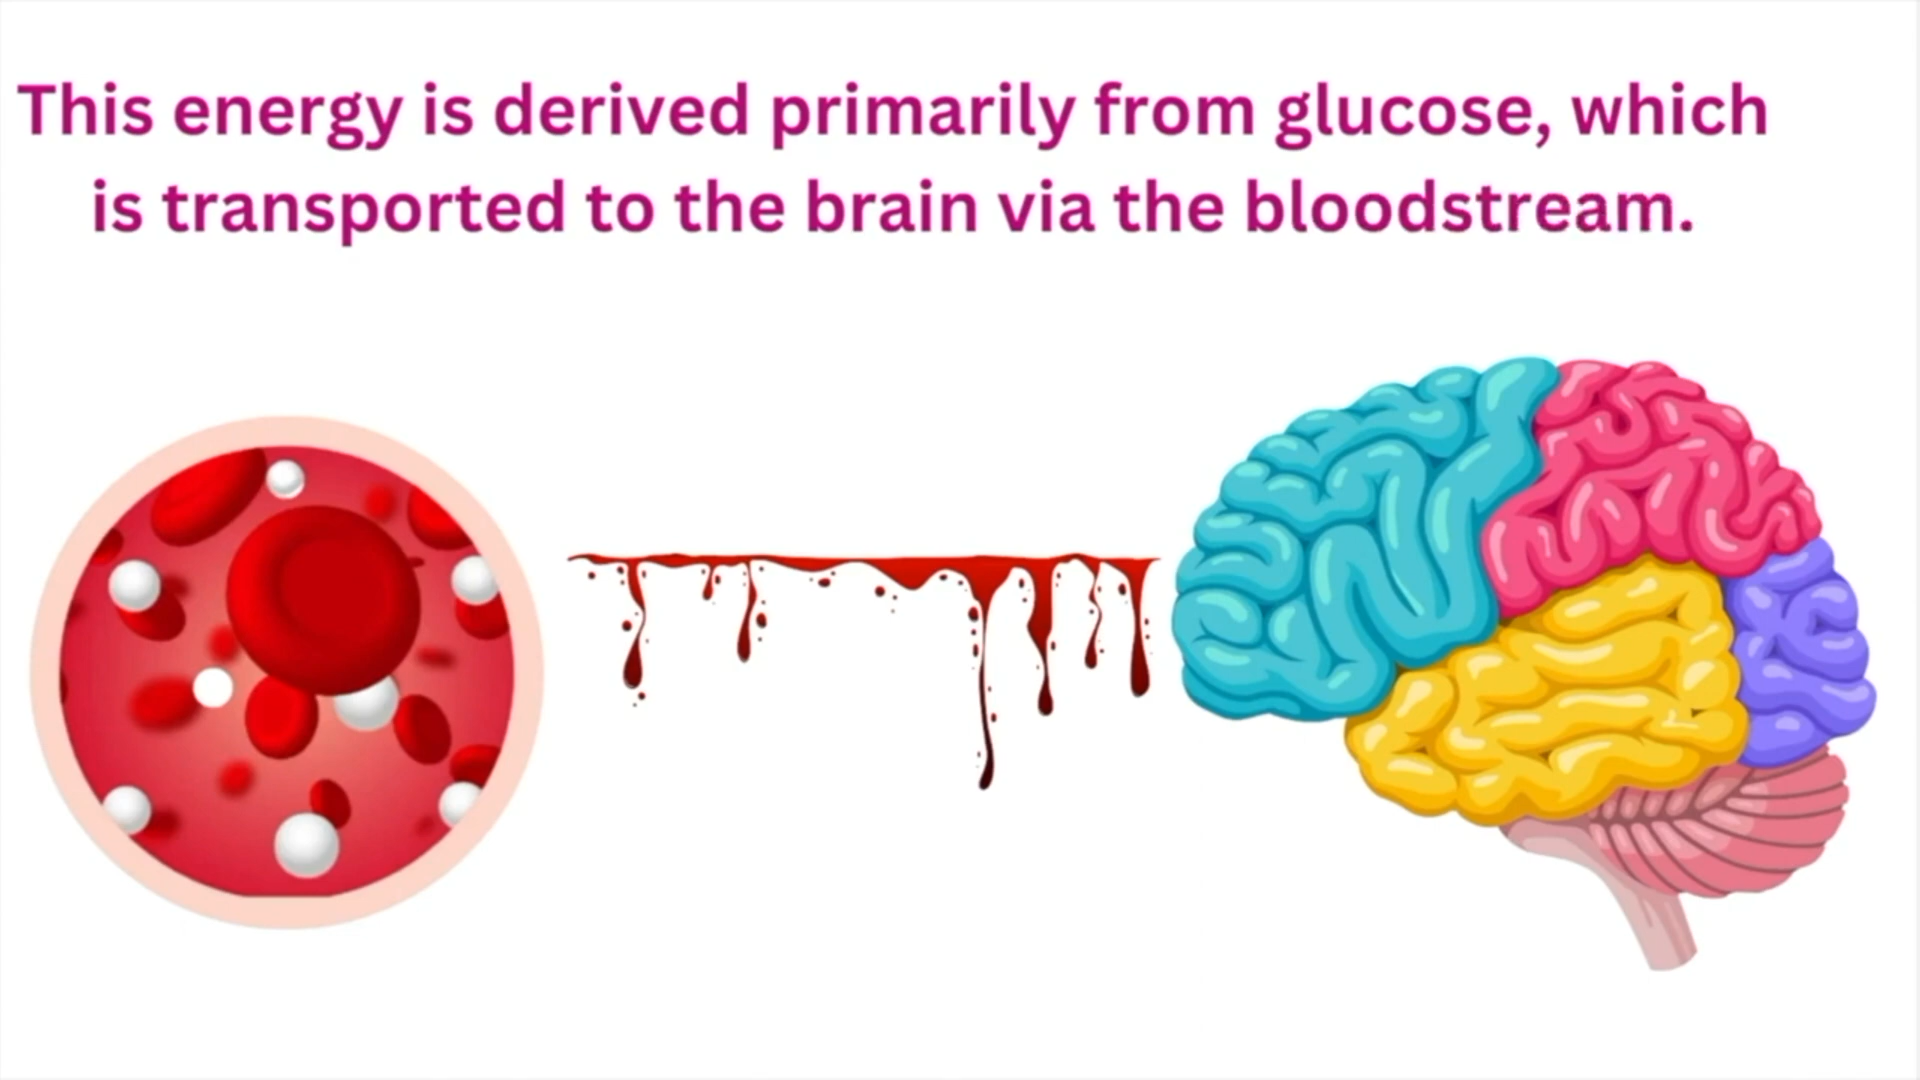 This energy is derived primarily from glucose, which
is transported to the brain via the bloodstream.